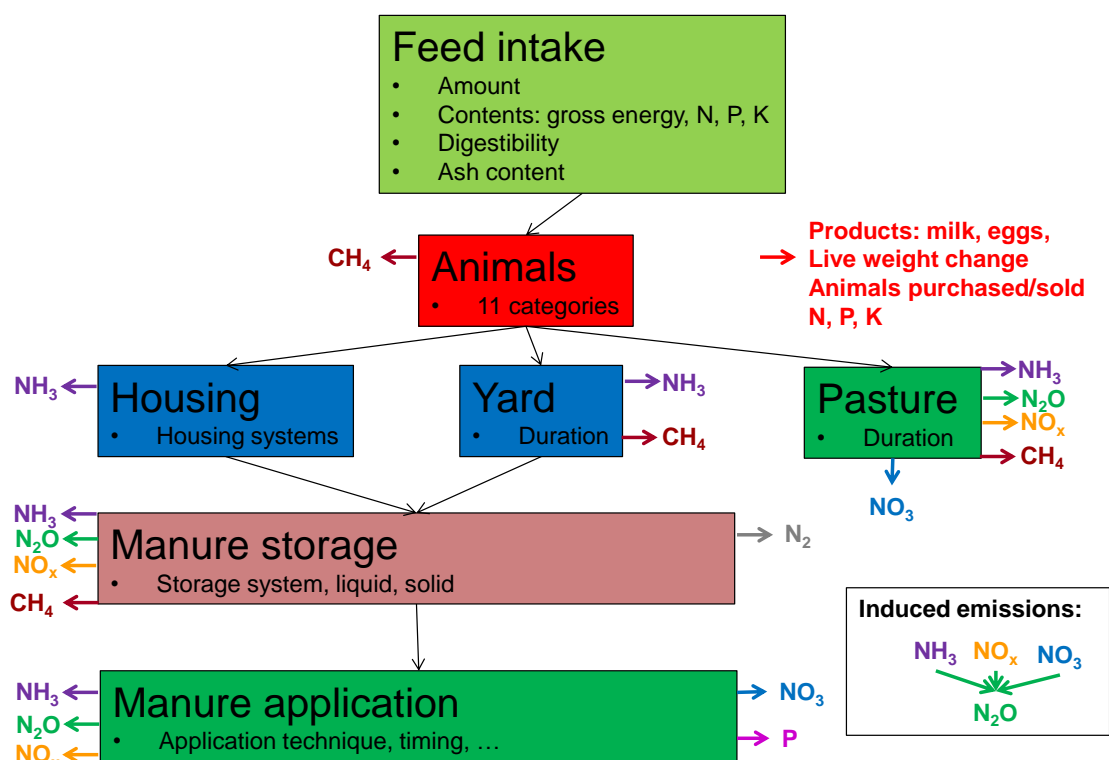 Feed intake
• Amount
• Contents: gross energy, N, P, K
• Digestibility
• Ash content
CH₄
Animals
• 11 categories
Products: milk, eggs,
Live weight change
Animals purchased/sold
N, P, K
NH₃
Housing
• Housing systems
Yard
• Duration
NH₃
CH₄
Pasture
• Duration
NH₃
N₂O
NOₓ
CH₄
NO₃
NH₃
N₂O
NOₓ
CH₄
Manure storage
• Storage system, liquid, solid
N₂
Induced emissions:
NH₃ NOₓ NO₃
N₂O
NH₃
N₂O
Manure application
• Application technique, timing, …
NO₃
P